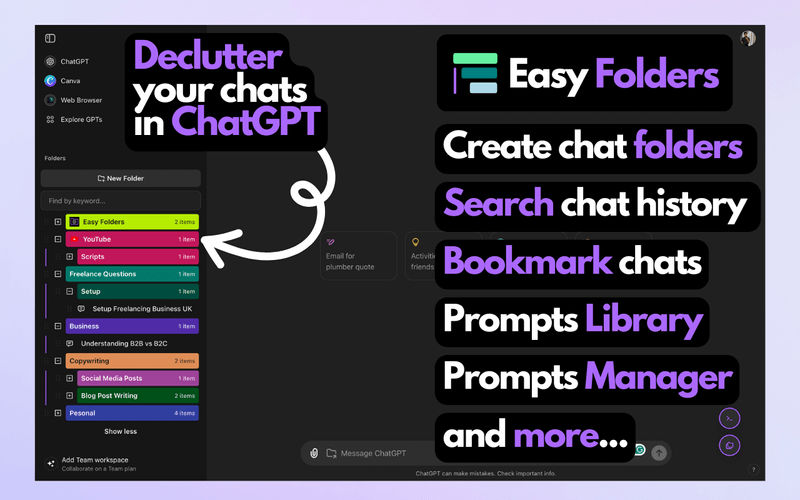 ChatGPT
Canva
Web Browser
Explore GPTs
Folders
New Folder
Find by keyword...
Easy Folders 2 items
YouTube 1 item
Scripts 1 item
Freelance Questions 1 item
Setup 1 item
Setup Freelancing Business UK
Business 1 item
Understanding B2B vs B2C
Copywriting 2 items
Social Media Posts 1 item
Blog Post Writing 2 items
Pesonal 4 items
Show less
Add Team workspace
Collaborate on a Team plan
Declutter
your chats
in ChatGPT
Easy Folders
Create chat folders
Search chat history
Bookmark chats
Prompts Library
Prompts Manager
and more...
Email for
plumber quote
friends
Message ChatGPT
ChatGPT can make mistakes. Check important info.
?